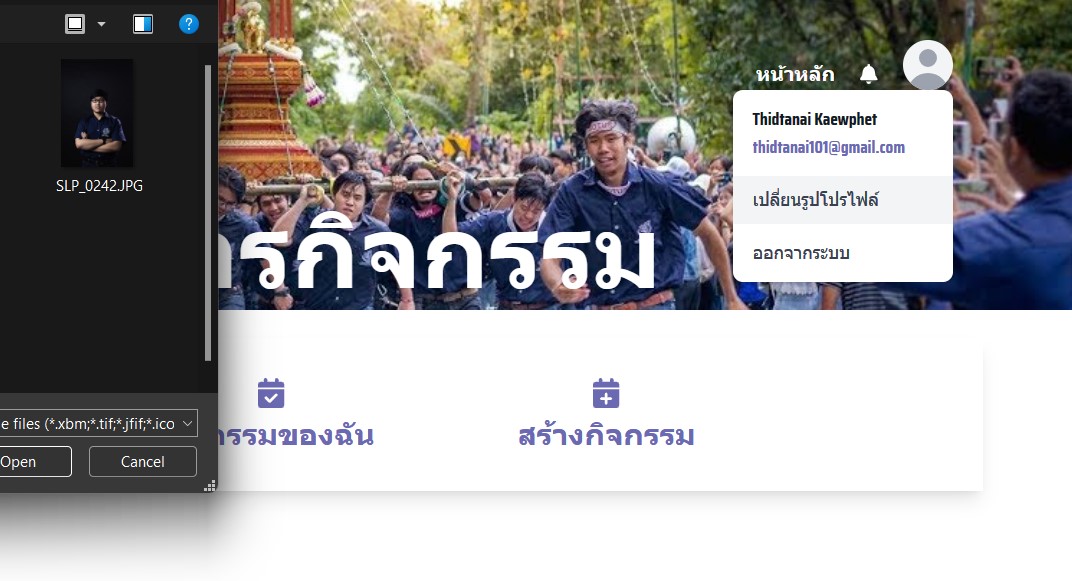 SLP_0242.JPG
e files (*.xbm;*.tif;*.jfif;*.ico
Open
Cancel
หน้าหลัก
Thidtanai Kaewphet
thidtanai101@gmail.com
เปลี่ยนรูปโปรไฟล์
ออกจากระบบ
ารกิจกรรม
กรรมของฉัน
สร้างกิจกรรม